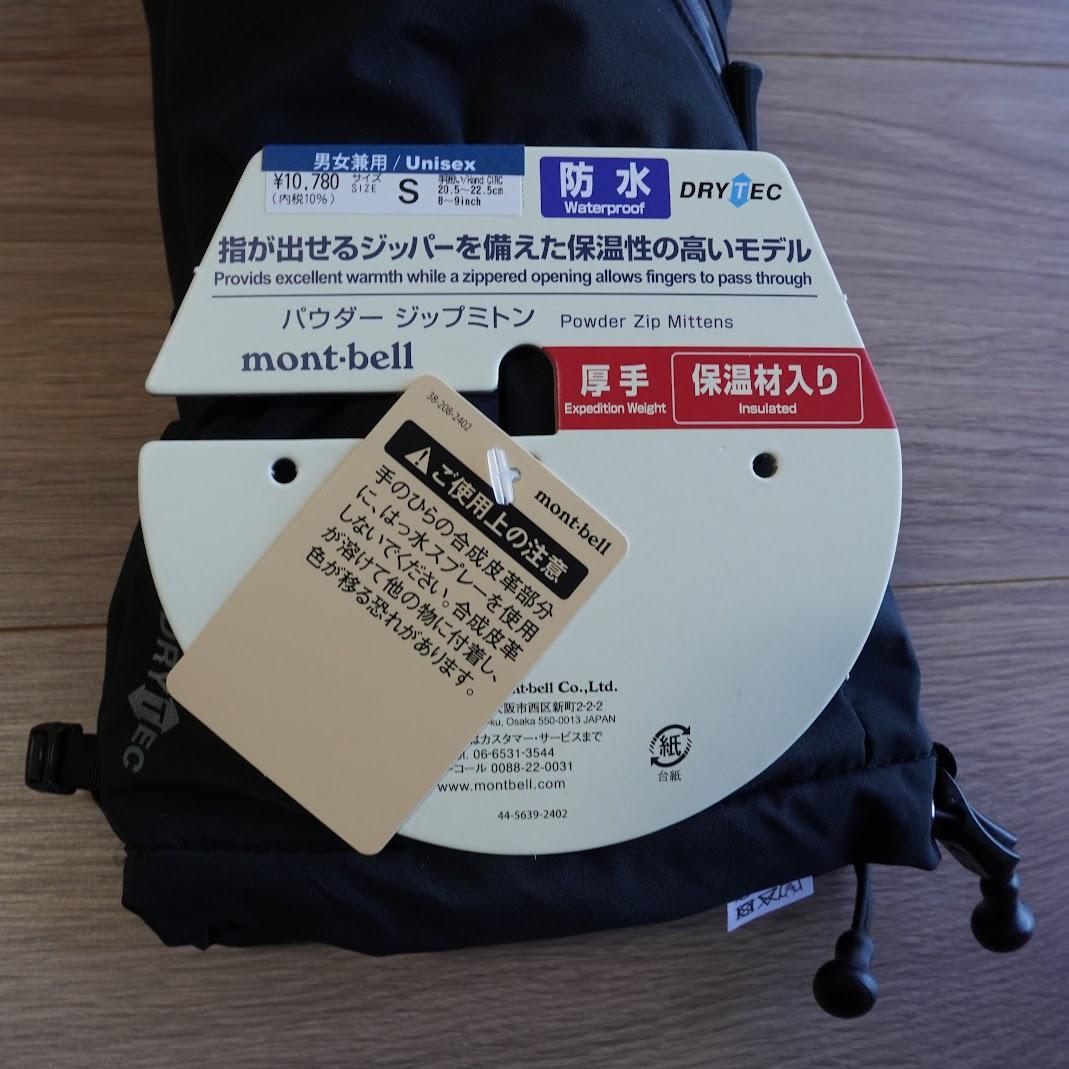 男女兼用 / Unisex
¥10,780
(内税10%)
サイズ
SIZE
S
手囲い/Hand CIRC
20.5~22.5cm
8~9inch
防水
Waterproof
DRYTEC
指が出せるジッパーを備えた保温性の高いモデル
Provids excellent warmth while a zippered opening allows fingers to pass through
パウダー ジップミトン Powder Zip Mittens
mont·bell
厚手
Expedition Weight
保温材入り
Insulated
38-208-2402
⚠ご使用上の注意
mont·bell
手のひらの合成皮革部分
に、はっ水スプレーを使用
しないでください。合成皮革
が溶けて他の物に付着し、
色が移る恐れがあります。
nt·bell Co.,Ltd.
大阪市西区新町2-2-2
ku, Osaka 550-0013 JAPAN
はカスタマー・サービスまで
el. 06-6531-3544
ーコール 0088-22-0031
www.montbell.com
44-5639-2402
紙
台紙
DRYTEC